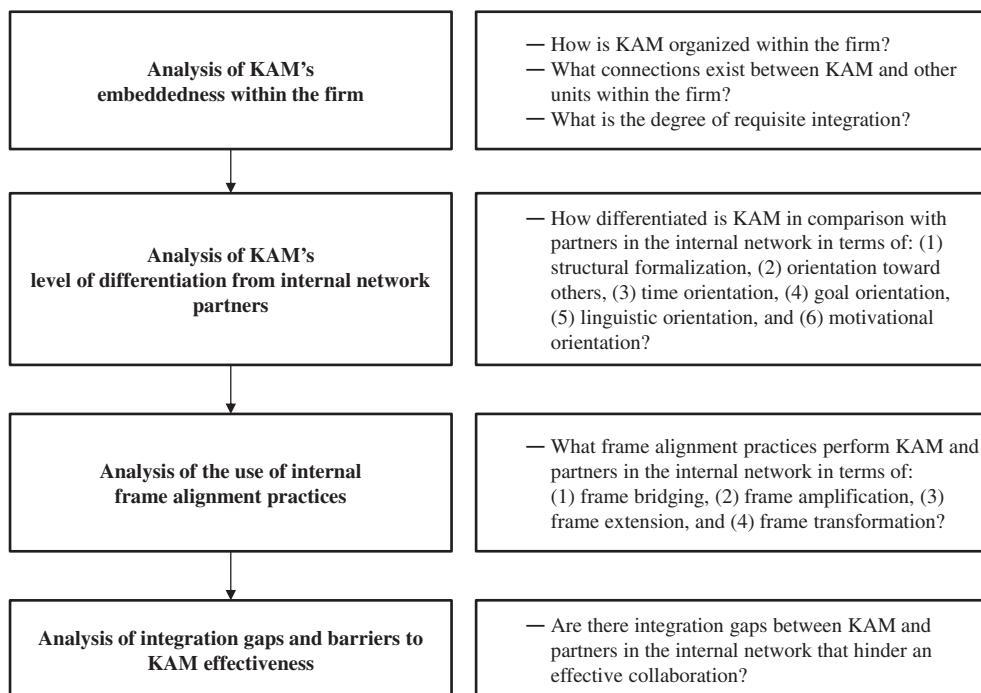 Analysis of KAM's
embeddedness within the firm
— How is KAM organized within the firm?
— What connections exist between KAM and other
units within the firm?
— What is the degree of requisite integration?
Analysis of KAM's
level of differentiation from internal network
partners
— How differentiated is KAM in comparison with
partners in the internal network in terms of: (1)
structural formalization, (2) orientation toward
others, (3) time orientation, (4) goal orientation,
(5) linguistic orientation, and (6) motivational
orientation?
Analysis of the use of internal
frame alignment practices
— What frame alignment practices perform KAM and
partners in the internal network in terms of:
(1) frame bridging, (2) frame amplification, (3)
frame extension, and (4) frame transformation?
Analysis of integration gaps and barriers to
KAM effectiveness
— Are there integration gaps between KAM and
partners in the internal network that hinder an
effective collaboration?